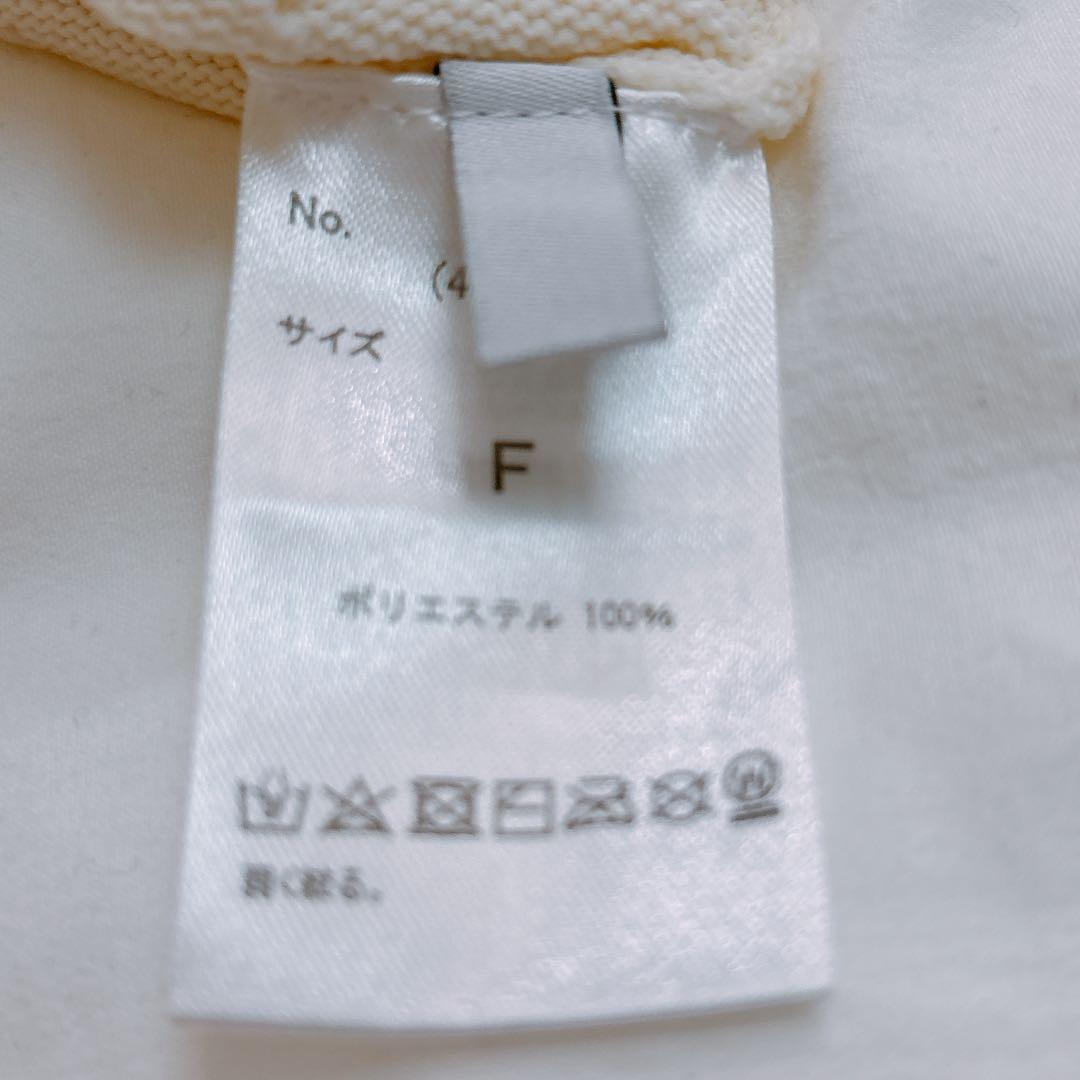 No.
(4
サイズ
F
ポリエステル 100%
弱く絞る。